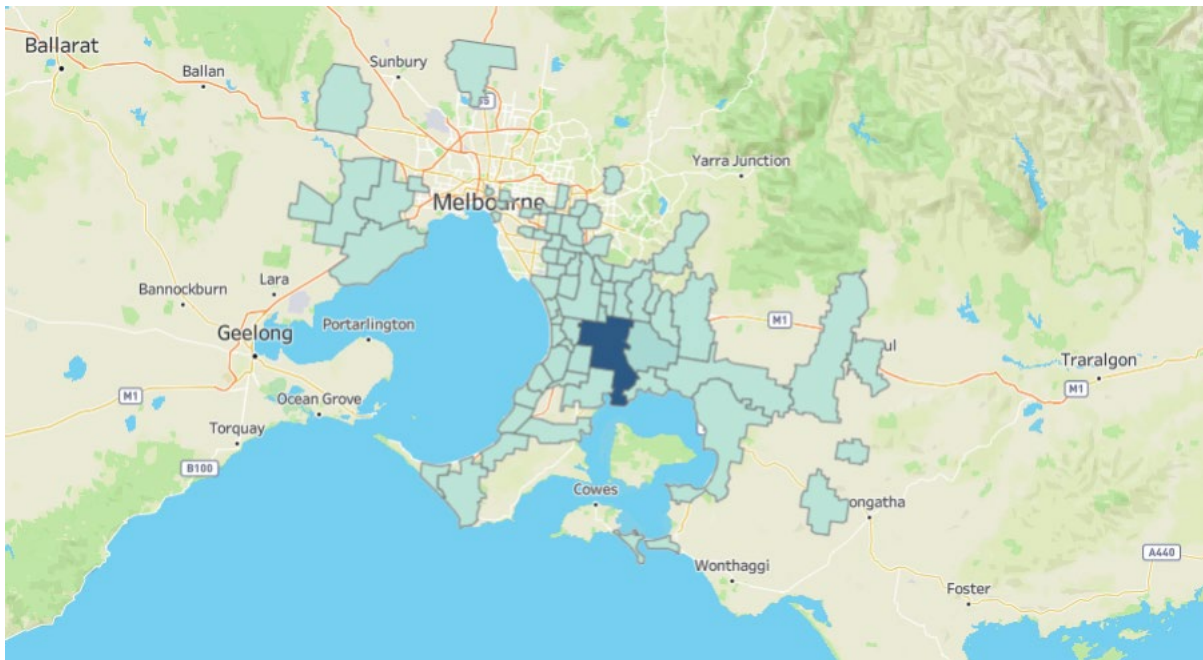 Ballarat
Ballan
Sunbury
Yarra Junction
Melbourne
Lara
Bannockburn
Geelong
Portarlington
M1
ul
Traralgon
M1
M1
Ocean Grove
Torquay
B100
Cowes
ongatha
Wonthaggi
A440
Foster